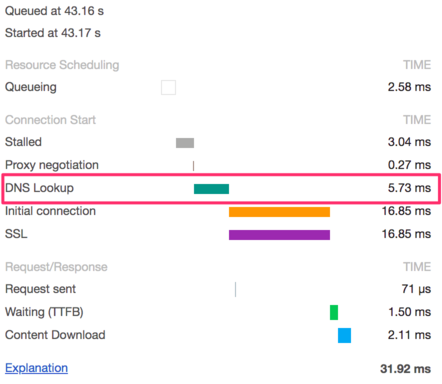 Queued at 43.16 s
Started at 43.17 s
Resource Scheduling TIME
Queueing 2.58 ms
Connection Start TIME
Stalled 3.04 ms
Proxy negotiation 0.27 ms
DNS Lookup 5.73 ms
Initial connection 16.85 ms
SSL 16.85 ms
Request/Response TIME
Request sent 71 µs
Waiting (TTFB) 1.50 ms
Content Download 2.11 ms
Explanation 31.92 ms